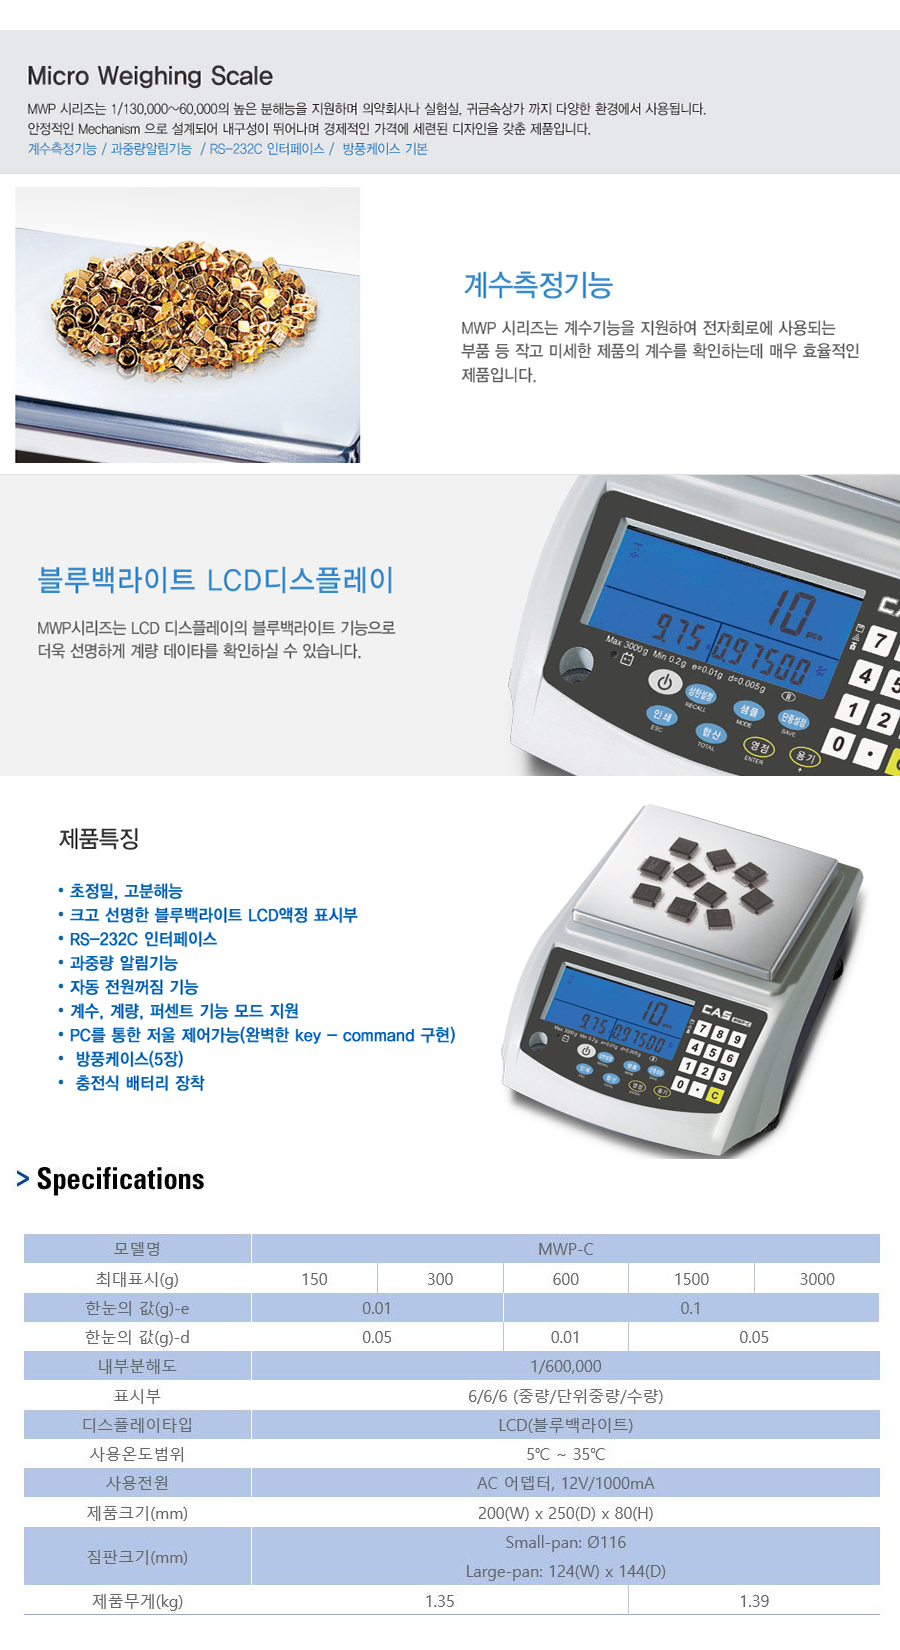 Micro Weighing Scale
MWP 시리즈는 1/130,000~60,000의 높은 분해능을 지원하며 의약회사나 실험실, 귀금속상가 까지 다양한 환경에서 사용됩니다.
안정적인 Mechanism 으로 설계되어 내구성이 뛰어나며 경제적인 가격에 세련된 디자인을 갖춘 제품입니다.
계수측정기능 / 과중량알림기능 / RS-232C 인터페이스 / 방풍케이스 기본
계수측정기능
MWP 시리즈는 계수기능을 지원하여 전자회로에 사용되는
부품 등 작고 미세한 제품의 계수를 확인하는데 매우 효율적인
제품입니다.
블루백라이트 LCD디스플레이
MWP시리즈는 LCD 디스플레이의 블루백라이트 기능으로
더욱 선명하게 계량 데이타를 확인하실 수 있습니다.
10 pcs
9.75 0.97500
Max 3000g Min 0.2g e=0.01g d=0.005g
상한설정 샘플 단중설정
RECALL MODE SAVE
인쇄 합산 영점 용기
ESC TOTAL ENTER
7
4 5
1 2
0 . C
제품특징
• 초정밀, 고분해능
• 크고 선명한 블루백라이트 LCD액정 표시부
• RS-232C 인터페이스
• 과중량 알림기능
• 자동 전원꺼짐 기능
• 계수, 계량, 퍼센트 기능 모드 지원
• PC를 통한 저울 제어가능(완벽한 key - command 구현)
• 방풍케이스(5장)
• 충전식 배터리 장착
10 pcs
9.75 0.97500
CAS MWP-C
7 8 9
4 5 6
1 2 3
0 . C
> Specifications
모델명 MWP-C
최대표시(g) 150 300 600 1500 3000
한눈의 값(g)-e 0.01 0.1
한눈의 값(g)-d 0.05 0.01 0.05
내부분해도 1/600,000
표시부 6/6/6 (중량/단위중량/수량)
디스플레이타입 LCD(블루백라이트)
사용온도범위 5℃ ~ 35℃
사용전원 AC 어뎁터, 12V/1000mA
제품크기(mm) 200(W) x 250(D) x 80(H)
짐판크기(mm) Small-pan: Ø116
Large-pan: 124(W) x 144(D)
제품무게(kg) 1.35 1.39